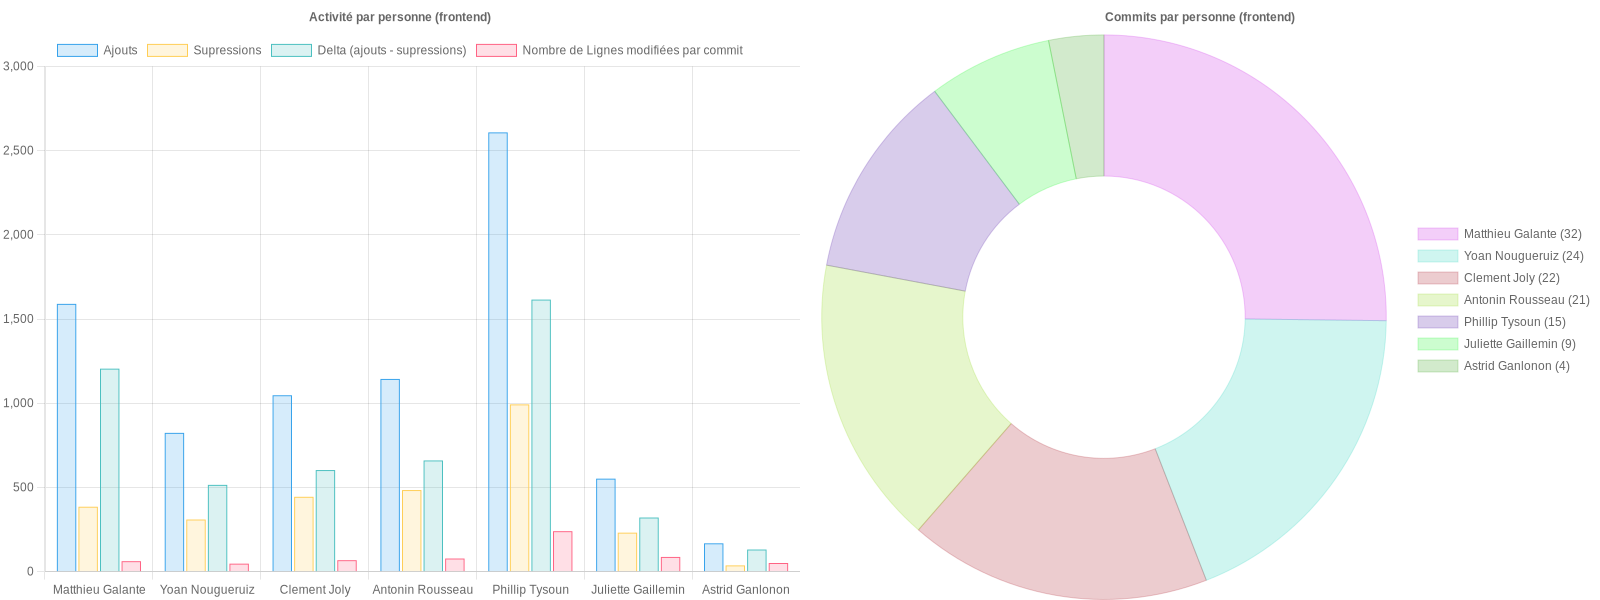 Activité par personne (frontend)
Ajouts
Supressions
Delta (ajouts - supressions)
Nombre de Lignes modifiées par commit
3,000
2,500
2,000
1,500
1,000
500
0
Matthieu Galante
Yoan Nougueruiz
Clement Joly
Antonin Rousseau
Phillip Tysoun
Juliette Gaillemin
Astrid Ganlonon
Commits par personne (frontend)
Matthieu Galante (32)
Yoan Nougueruiz (24)
Clement Joly (22)
Antonin Rousseau (21)
Phillip Tysoun (15)
Juliette Gaillemin (9)
Astrid Ganlonon (4)